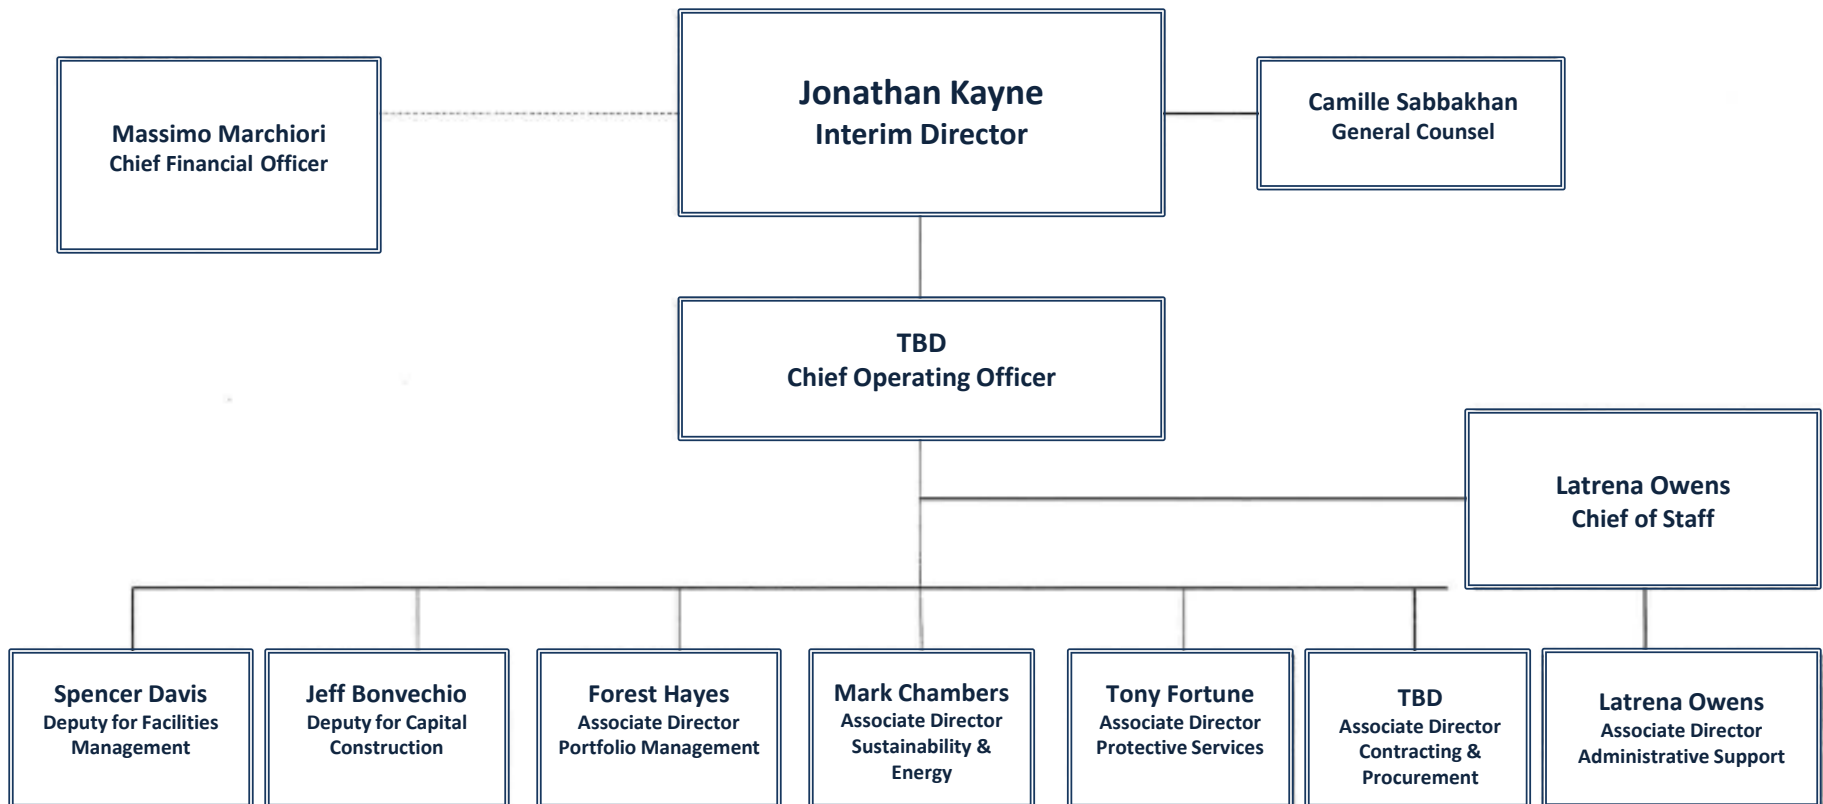 Jonathan Kayne
Interim Director
Massimo Marchiori
Chief Financial Officer
Camille Sabbakhan
General Counsel
TBD
Chief Operating Officer
Latrena Owens
Chief of Staff
Spencer Davis
Deputy for Facilities
Management
Jeff Bonvechio
Deputy for Capital
Construction
Forest Hayes
Associate Director
Portfolio Management
Mark Chambers
Associate Director
Sustainability &
Energy
Tony Fortune
Associate Director
Protective Services
TBD
Associate Director
Contracting &
Procurement
Latrena Owens
Associate Director
Administrative Support